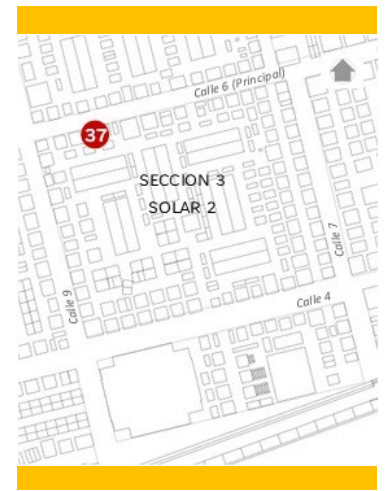 Calle 6 (Principal)
37
SECCION 3
SOLAR 2
Calle 7
Calle 9
Calle 4